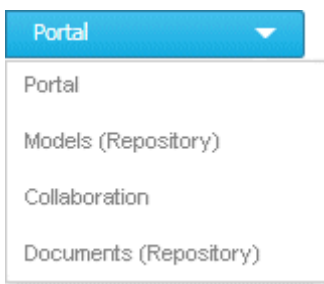 Portal
Portal
Models (Repository)
Collaboration
Documents (Repository)